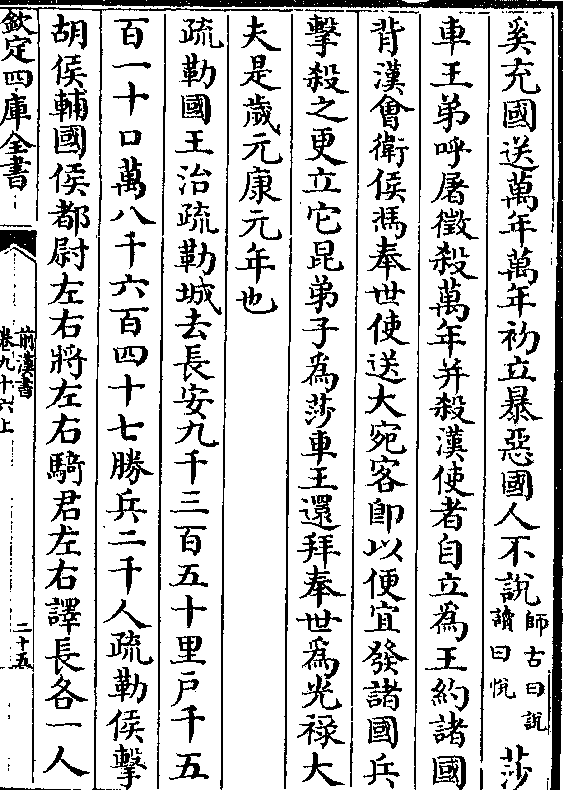 奚充國送萬年萬年初立暴惡國人不說師古曰說讀曰悅莎
車王弟呼屠徵殺萬年并殺漢使者自立為王約諸國
背漢會衛侯馮奉世使送大宛客即以便宜發諸國兵
擊殺之更立它昆弟子為莎車王還拜奉世為光禄大
夫是歲元康元年也
疏勒國王治疏勒城去長安九千三百五十里戶千五
百一十口萬八千六百四十七勝兵二千人疏勒侯擊
胡侯輔國侯都尉左右將左右騎君左右譯長各一人
欽定四庫全書
前漢書
卷九十六上
二十五